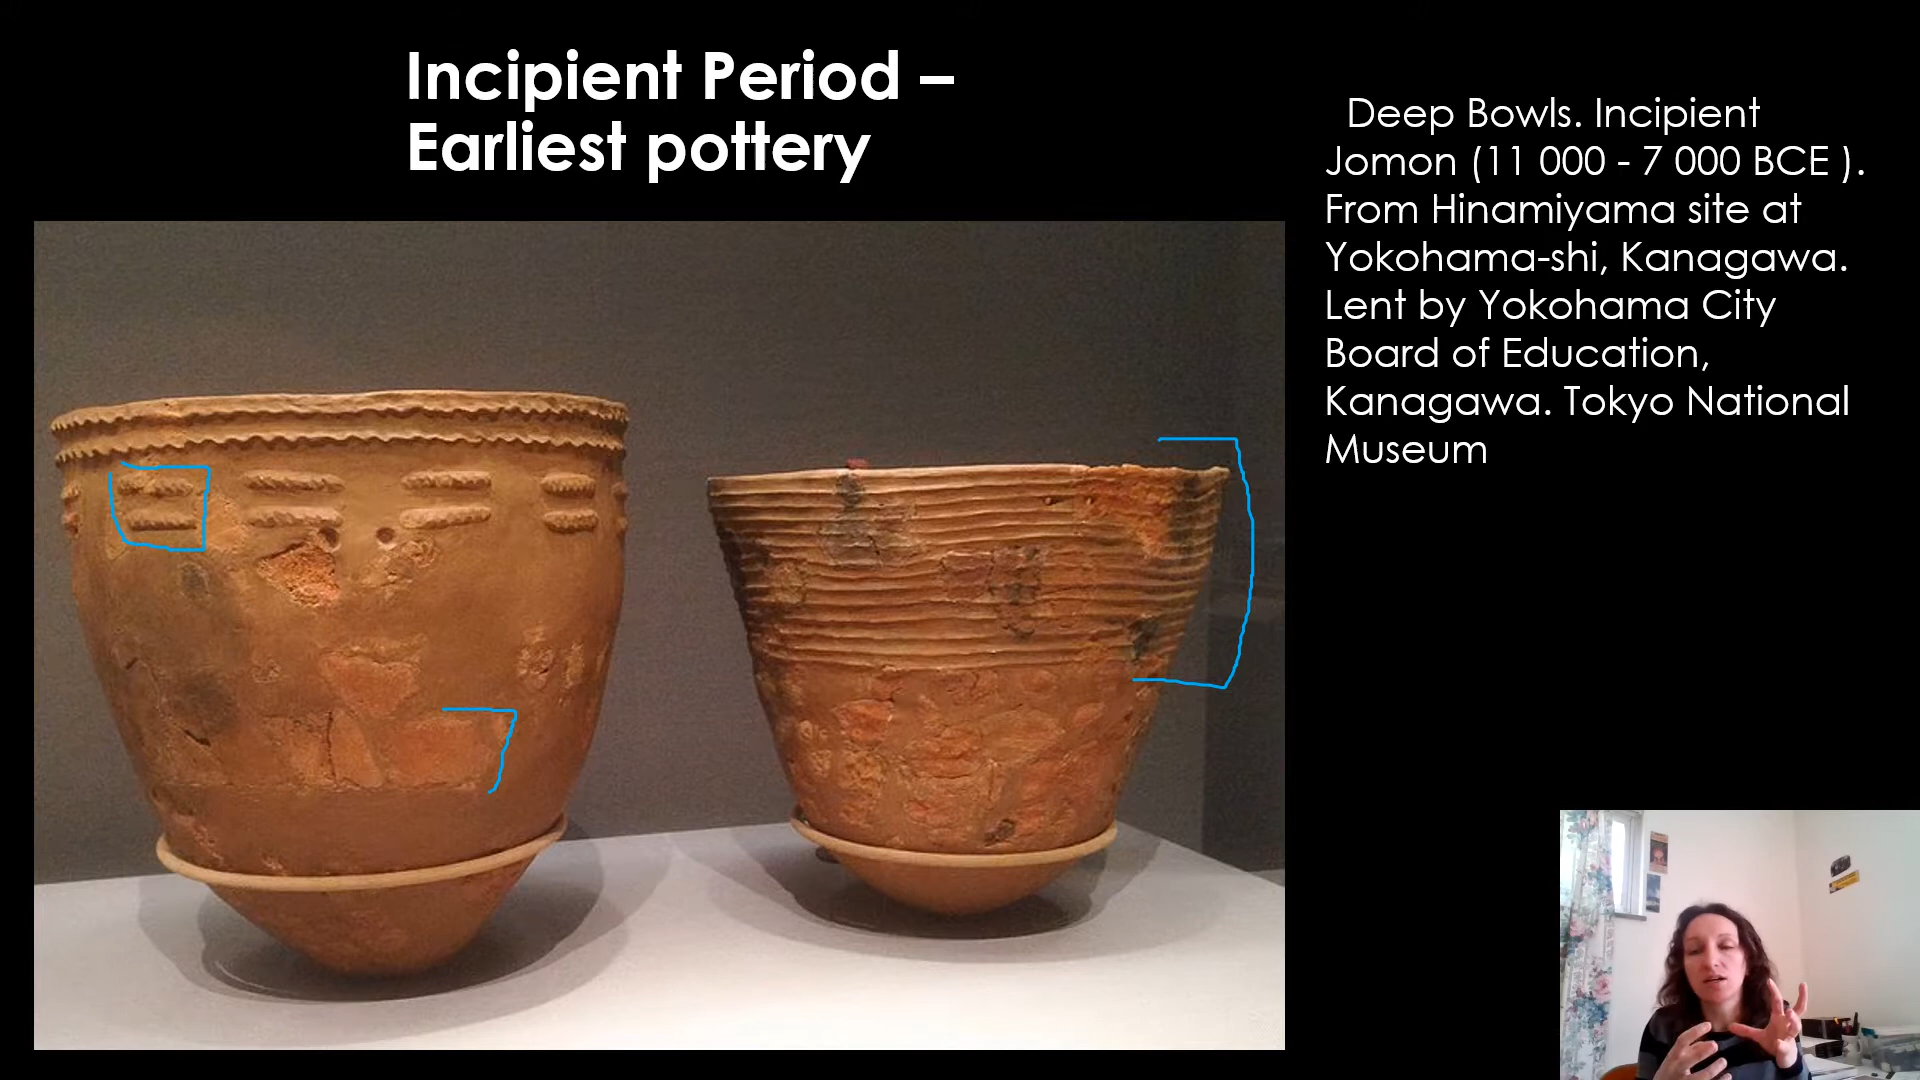 Incipient Period –
Earliest pottery
Deep Bowls. Incipient
Jomon (11 000 - 7 000 BCE ).
From Hinamiyama site at
Yokohama-shi, Kanagawa.
Lent by Yokohama City
Board of Education,
Kanagawa. Tokyo National
Museum